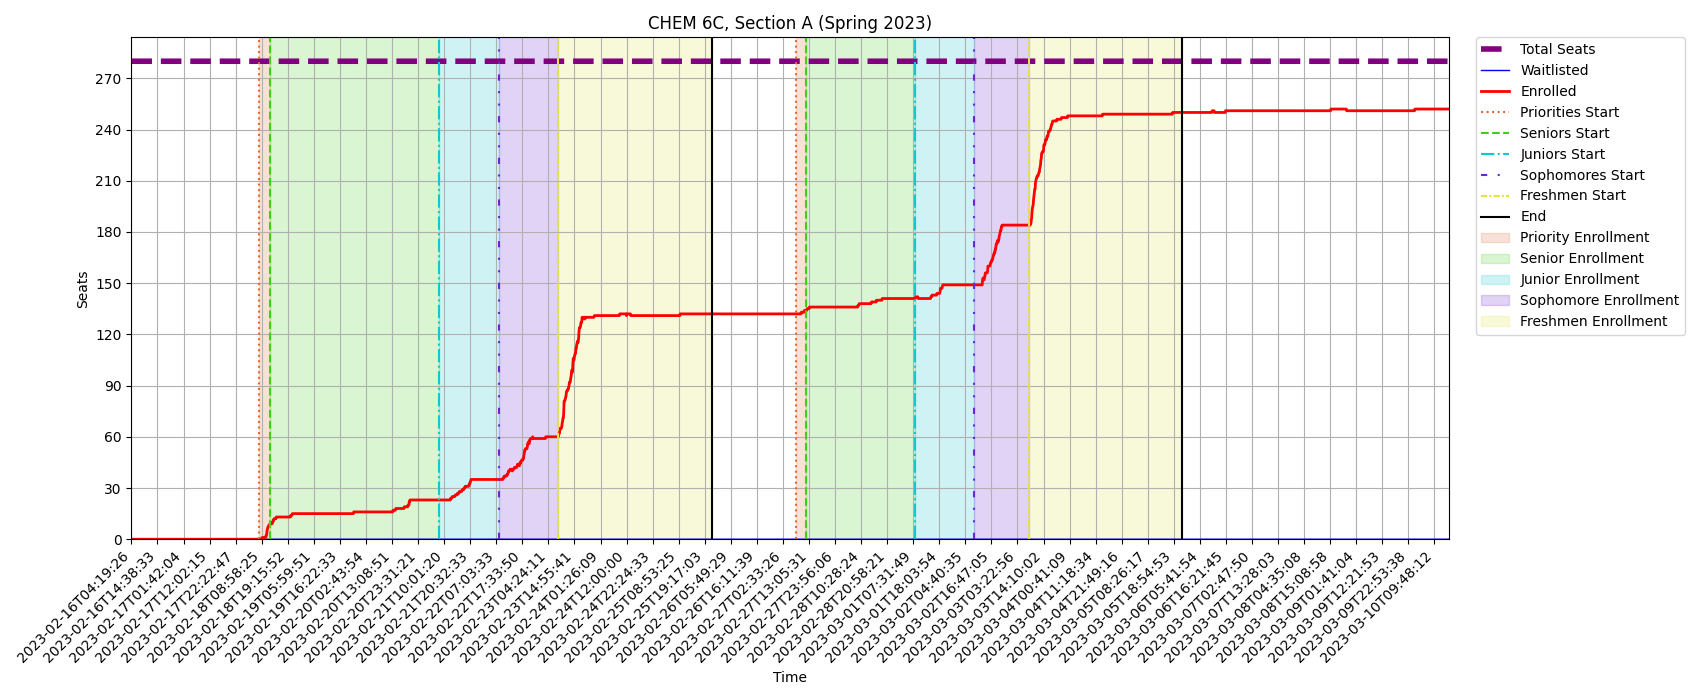 CHEM 6C, Section A (Spring 2023)
Seats
270
240
210
180
150
120
90
60
30
0
2023-02-16T04:19:26
2023-02-16T14:38:33
2023-02-17T01:42:04
2023-02-17T12:02:15
2023-02-17T22:22:47
2023-02-18T08:58:25
2023-02-18T19:15:52
2023-02-19T05:59:51
2023-02-19T16:22:33
2023-02-20T02:43:54
2023-02-20T13:08:51
2023-02-20T23:31:21
2023-02-21T10:01:20
2023-02-21T20:32:33
2023-02-22T07:03:33
2023-02-22T17:33:50
2023-02-23T04:24:11
2023-02-23T14:55:41
2023-02-24T01:26:09
2023-02-24T12:00:00
2023-02-24T22:24:33
2023-02-25T08:53:25
2023-02-25T19:17:03
2023-02-26T05:49:29
2023-02-26T16:11:39
2023-02-27T02:33:26
2023-02-27T13:05:31
2023-02-27T23:56:06
2023-02-28T10:28:24
2023-02-28T20:58:21
2023-03-01T07:31:49
2023-03-01T18:03:54
2023-03-02T04:40:35
2023-03-02T16:47:05
2023-03-03T03:22:56
2023-03-03T14:10:02
2023-03-04T00:41:09
2023-03-04T11:18:34
2023-03-04T21:49:16
2023-03-05T08:26:17
2023-03-05T18:54:53
2023-03-06T05:41:54
2023-03-06T16:21:45
2023-03-07T02:47:50
2023-03-07T13:28:03
2023-03-08T04:35:08
2023-03-08T15:08:58
2023-03-09T01:41:04
2023-03-09T12:21:53
2023-03-09T22:53:38
2023-03-10T09:48:12
Time
Total Seats
Waitlisted
Enrolled
Priorities Start
Seniors Start
Juniors Start
Sophomores Start
Freshmen Start
End
Priority Enrollment
Senior Enrollment
Junior Enrollment
Sophomore Enrollment
Freshmen Enrollment